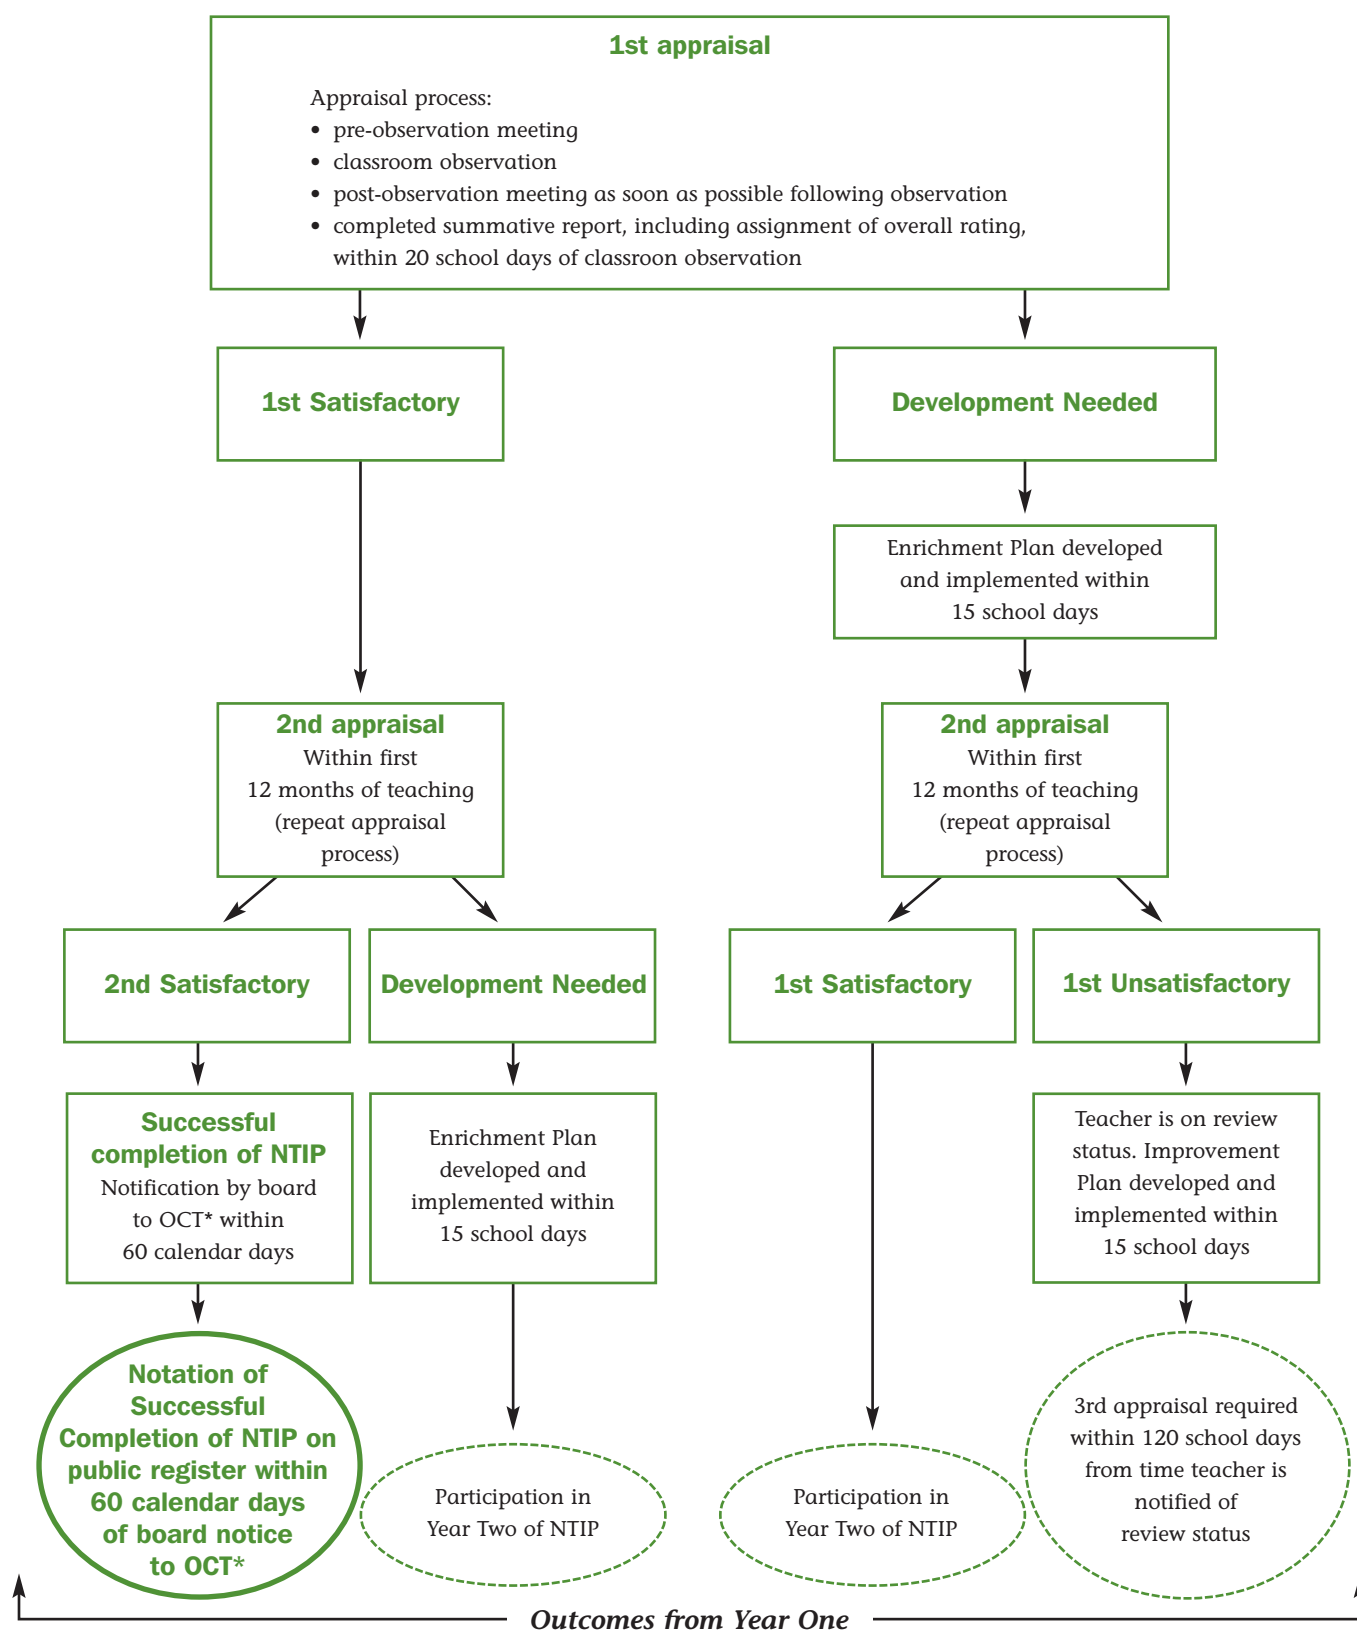 1st appraisal
Appraisal process:
• pre-observation meeting
• classroom observation
• post-observation meeting as soon as possible following observation
• completed summative report, including assignment of overall rating,
within 20 school days of classroon observation
1st Satisfactory
Development Needed
Enrichment Plan developed
and implemented within
15 school days
2nd appraisal
Within first
12 months of teaching
(repeat appraisal
process)
2nd appraisal
Within first
12 months of teaching
(repeat appraisal
process)
2nd Satisfactory
Development Needed
1st Satisfactory
1st Unsatisfactory
Successful
completion of NTIP
Notification by board
to OCT* within
60 calendar days
Enrichment Plan
developed and
implemented within
15 school days
Teacher is on review
status. Improvement
Plan developed and
implemented within
15 school days
Notation of
Successful
Completion of NTIP on
public register within
60 calendar days
of board notice
to OCT*
Participation in
Year Two of NTIP
Participation in
Year Two of NTIP
3rd appraisal required
within 120 school days
from time teacher is
notified of
review status
Outcomes from Year One